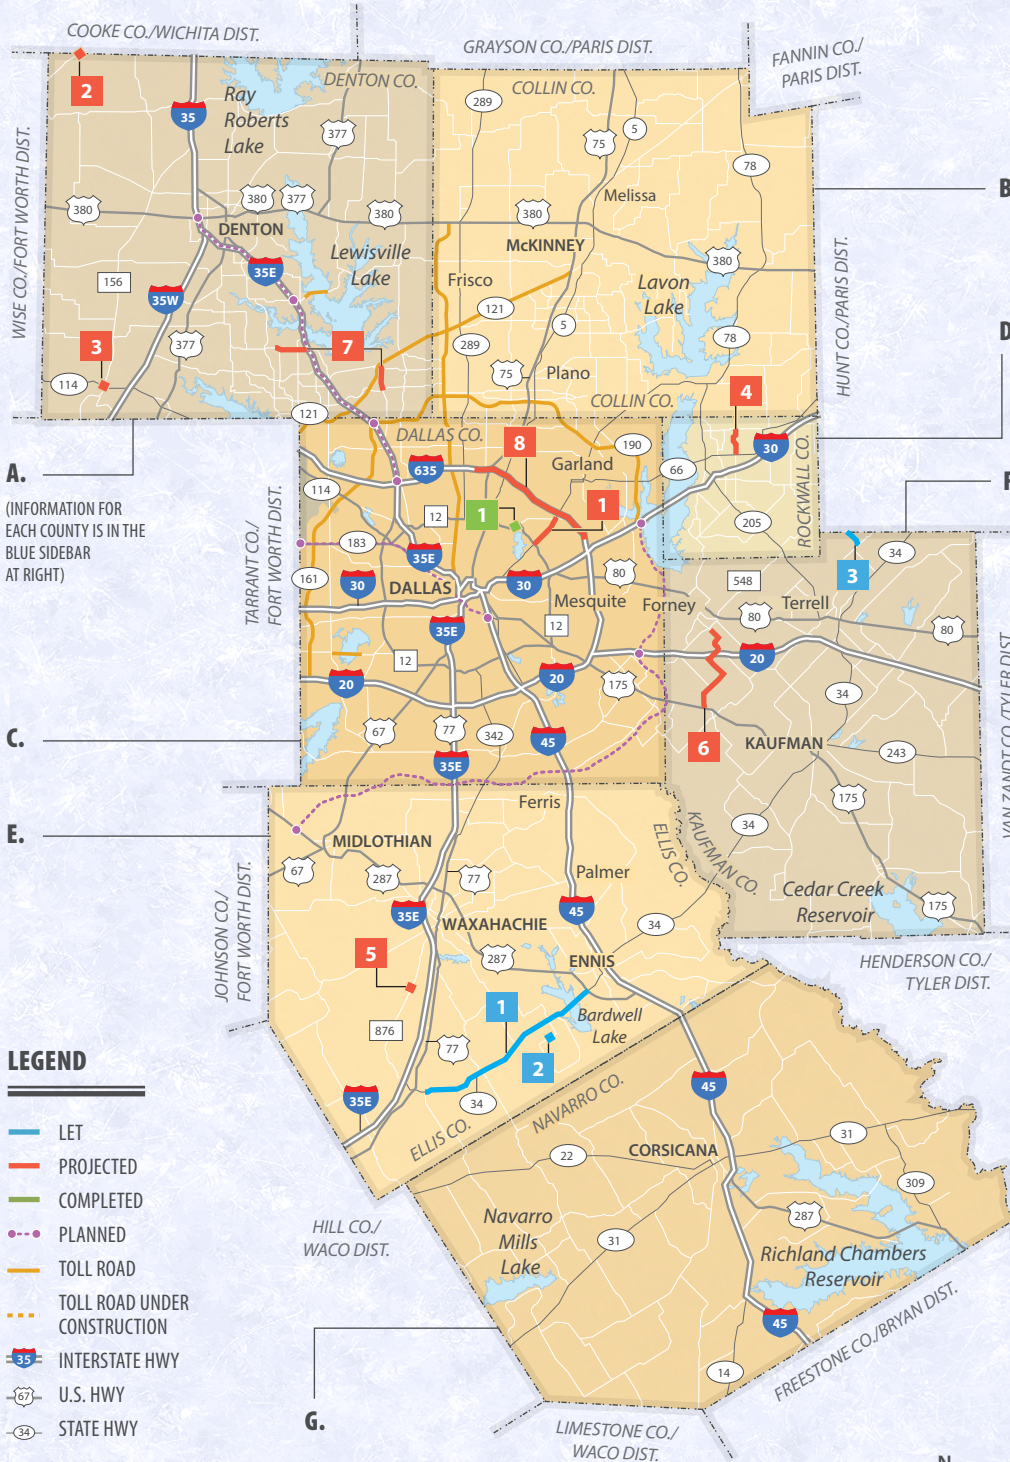 COOKE CO./WICHITA DIST.
GRAYSON CO./PARIS DIST.
FANNIN CO./
PARIS DIST.
DENTON CO.
COLLIN CO.
2
35
Ray
Roberts
Lake
377
289
75
5
78
WISE CO./FORT WORTH DIST.
380
380
377
380
380
Melissa
B
DENTON
McKINNEY
380
HUNT CO./PARIS DIST.
156
35W
35E
Lewisville
Lake
Frisco
121
Lavon
Lake
5
78
3
377
7
289
75
Plano
D
114
121
COLLIN CO.
4
DALLAS CO.
8
190
30
ROCKWALL CO.
A.
(INFORMATION FOR
EACH COUNTY IS IN THE
BLUE SIDEBAR
AT RIGHT)
635
Garland
66
F
114
12
1
1
205
34
TARRANT CO./
FORT WORTH DIST.
183
35E
3
161
30
DALLAS
30
80
548
Mesquite
Forney
80
Terrell
80
35E
12
12
20
20
20
175
34
VAN ZANDT CO./TYLER DIST.
C.
67
77
342
45
6
KAUFMAN
243
35E
175
Ferris
E.
MIDLOTHIAN
ELLIS CO.
KAUFMAN CO.
34
67
287
77
Palmer
Cedar Creek
Reservoir
175
JOHNSON CO./
FORT WORTH DIST.
35E
WAXAHACHIE
45
34
5
287
ENNIS
HENDERSON CO./
TYLER DIST.
1
Bardwell
Lake
876
77
2
35E
34
ELLIS CO.
NAVARRO CO.
45
LEGEND
LET
PROJECTED
COMPLETED
PLANNED
TOLL ROAD
TOLL ROAD UNDER
CONSTRUCTION
35 INTERSTATE HWY
67 U.S. HWY
34 STATE HWY
22
CORSICANA
31
309
HILL CO./
WACO DIST.
Navarro
Mills
Lake
31
287
Richland Chambers
Reservoir
45
FREESTONE CO./BRYAN DIST.
14
G.
LIMESTONE CO./
WACO DIST.